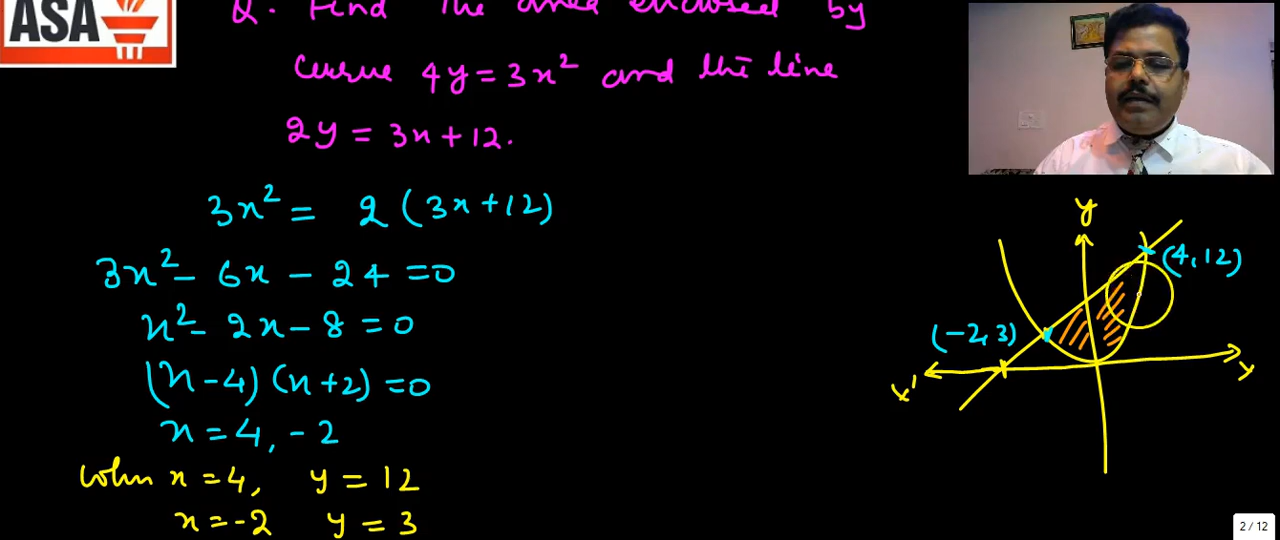 ASA
Q. Find the area enclosed by
curve 4y = 3x² and the line
2y = 3x + 12.
3x² = 2 (3x + 12)
3x² - 6x - 24 = 0
x² - 2x - 8 = 0
(x - 4) (x + 2) = 0
x = 4, -2
When x = 4, y = 12
x = -2 y = 3
y
(4, 12)
(-2, 3)
x' x
2 / 12